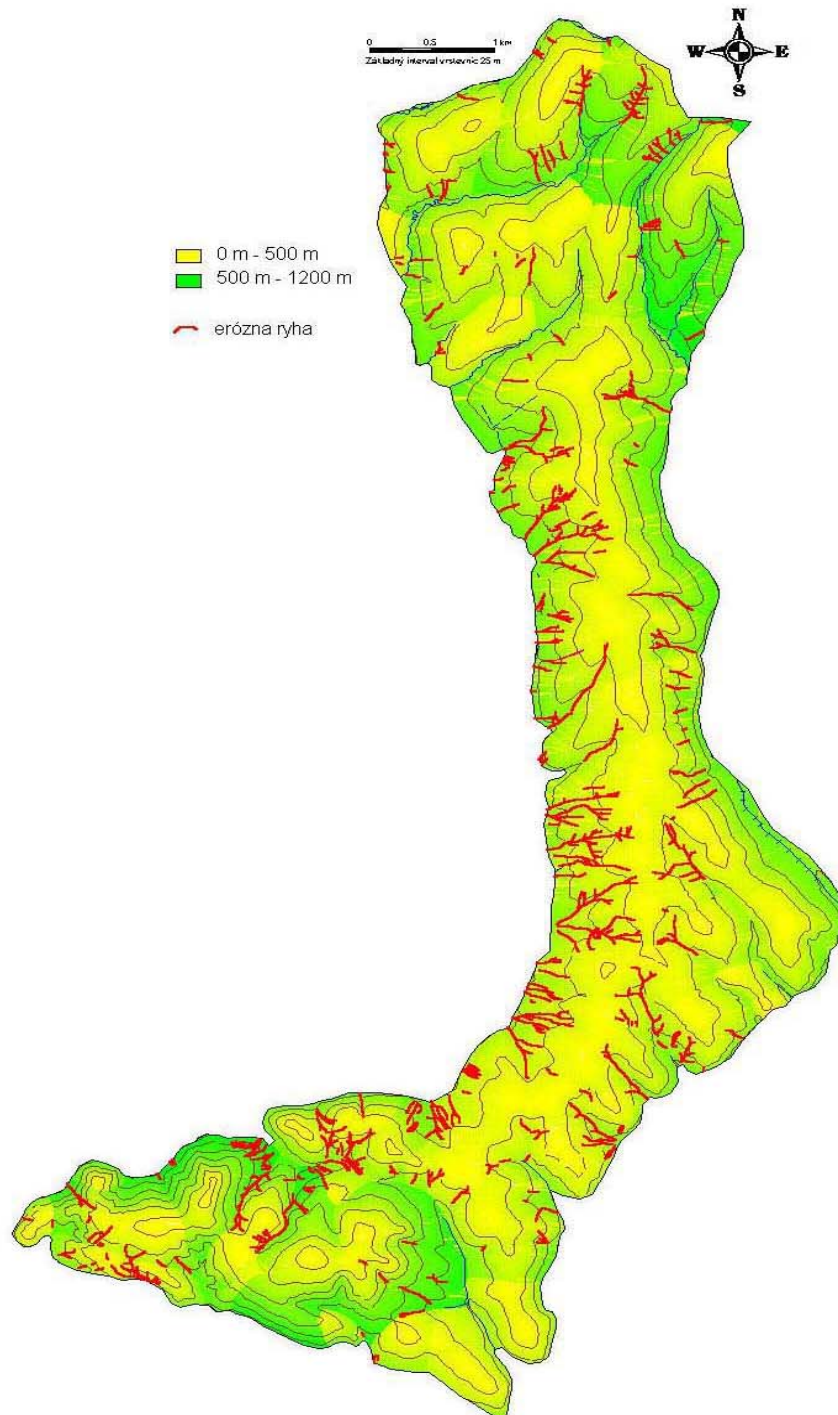 N
W E
S
0 0.5 1 km
Základný interval vrstevníc 25 m
0 m - 500 m
500 m - 1200 m
erózna ryha